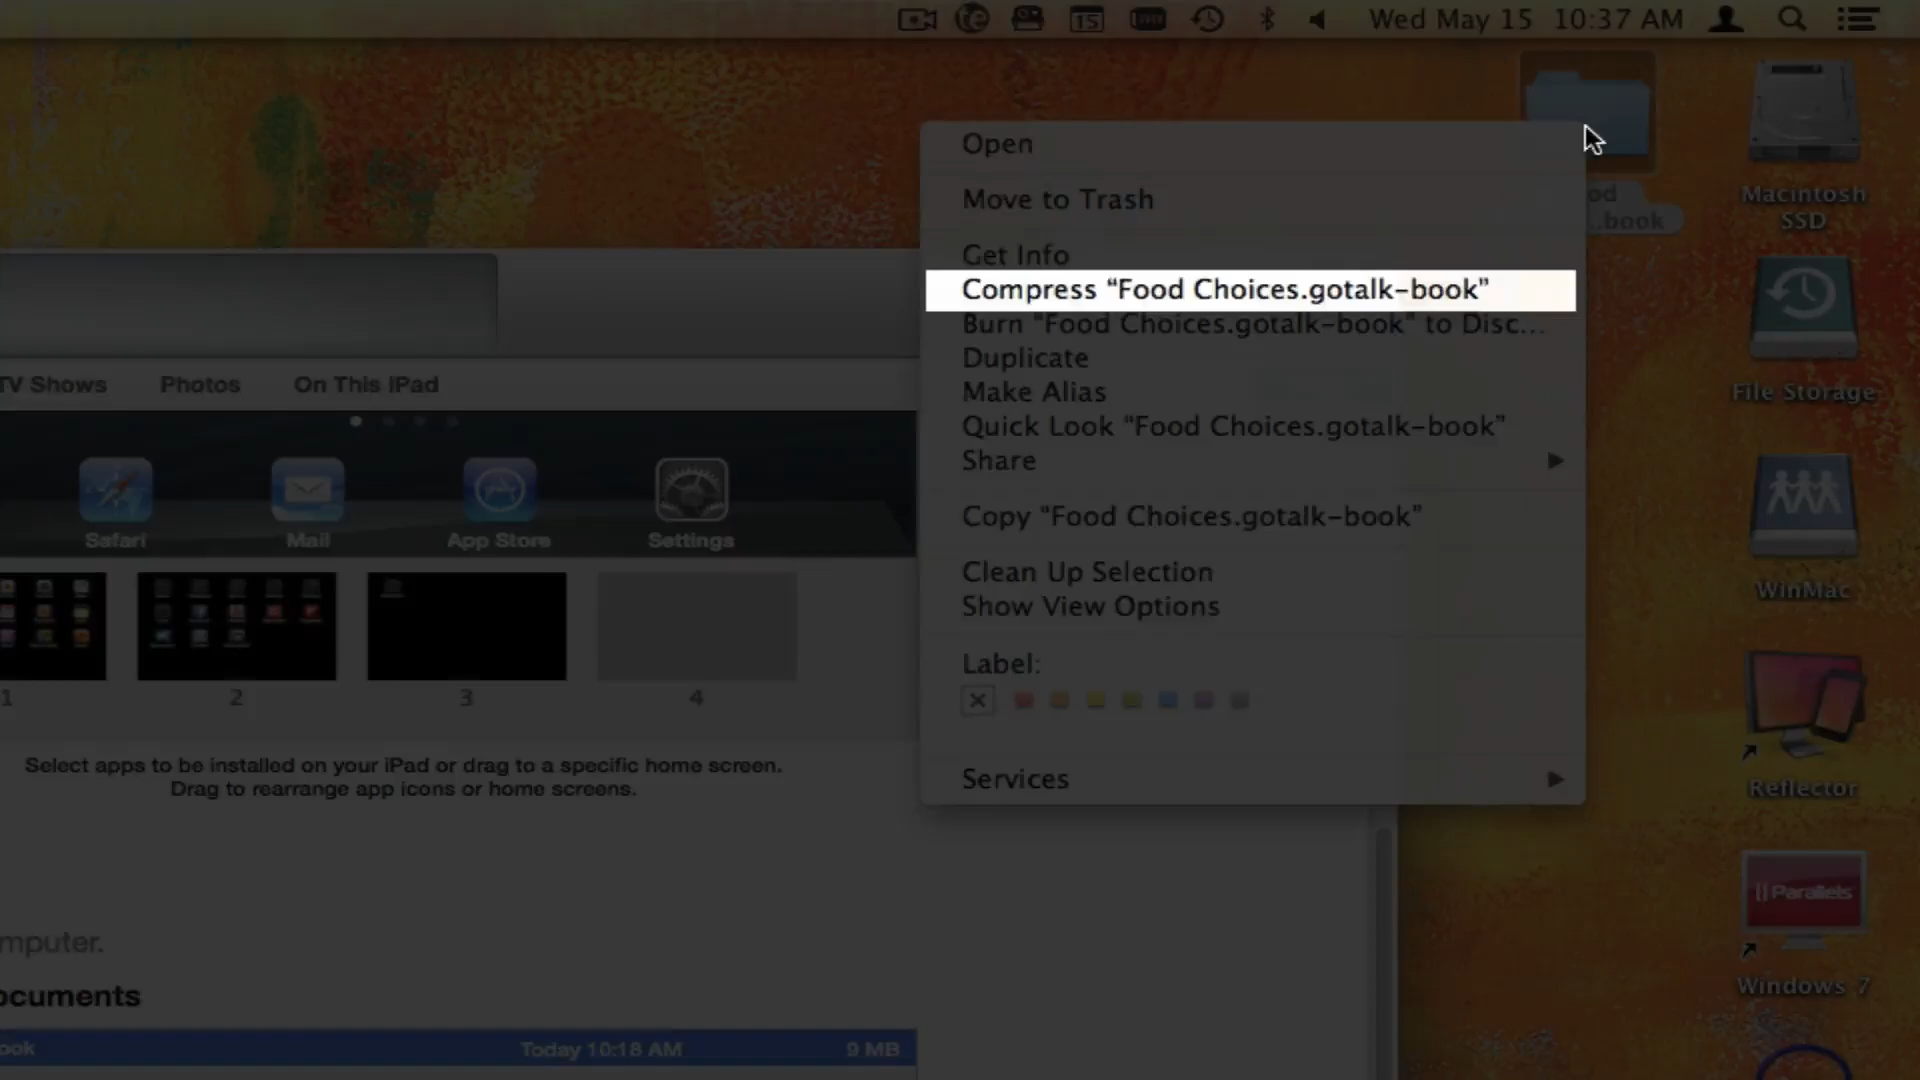 Wed May 15 10:37 AM
Open
Move to Trash
Get Info
Compress “Food Choices.gotalk-book”
Burn “Food Choices.gotalk-book” to Disc...
Duplicate
Make Alias
Quick Look “Food Choices.gotalk-book”
Share
Copy “Food Choices.gotalk-book”
Clean Up Selection
Show View Options
Label:
Services
od
...book
Macintosh
SSD
File Storage
WinMac
Reflector
|| Parallels
Windows 7
TV Shows Photos On This iPad
Safari Mail App Store Settings
1 2 3 4
Select apps to be installed on your iPad or drag to a specific home screen.
Drag to rearrange app icons or home screens.
mputer.
ocuments
ook Today 10:18 AM 9 MB
15